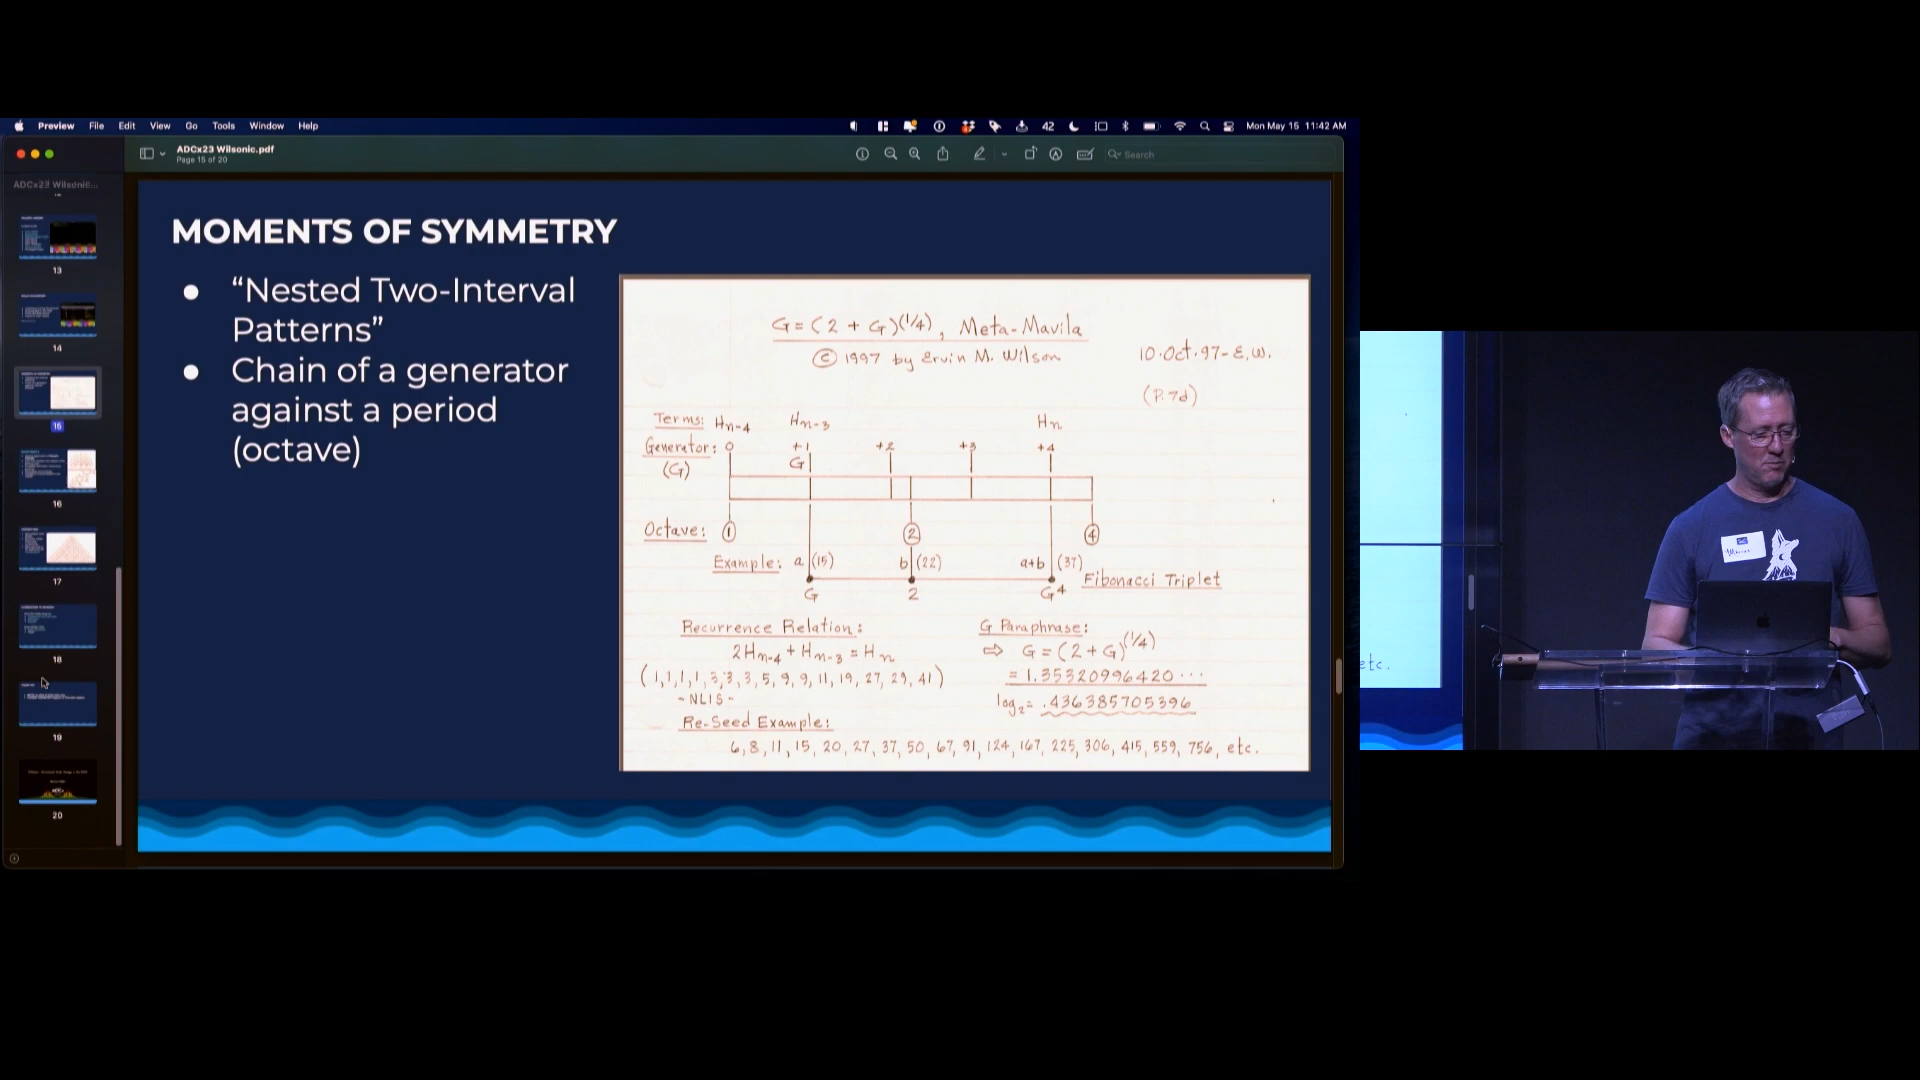 Preview File Edit View Go Tools Window Help 42 Mon May 15 11:42 AM
ADCx23 Wilsonic.pdf
Page 15 of 20
Search
13
14
15
16
17
18
19
20
MOMENTS OF SYMMETRY
● “Nested Two-Interval
Patterns”
● Chain of a generator
against a period
(octave)
G=(2 + G)^(1/4), Meta-Mavila
© 1997 by Ervin M. Wilson
10·Oct·97-E.W.
(P.7d)
Terms: Hn-4 Hn-3 Hn
Generator: 0 +1 +2 +3 +4
(G) G
Octave: 1 2 4
Example: a (15) b (22) a+b (37)
G 2 G⁴ Fibonacci Triplet
Recurrence Relation: G Paraphrase:
2Hn-4 + Hn-3 = Hn ⇨ G=(2+G)^(1/4)
(1,1,1,1,3,3,3,5,9,9,11,19,27,29,41) = 1.35320996420...
-NLIS- log₂= .436385705396
Re-Seed Example:
6,8,11,15,20,27,37,50,67,91,124,167,225,306,415,559,756, etc.
etc.